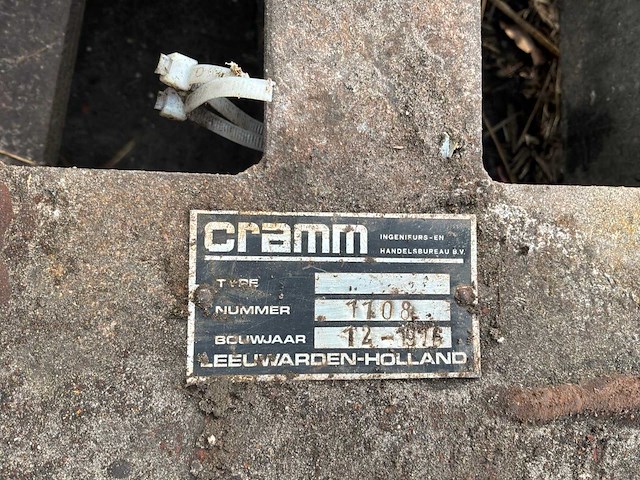 cramm
INGENIEURS-EN
HANDELSBUREAU B.V.
TYPE
NUMMER 1108
BOUWJAAR
LEEUWARDEN-HOLLAND